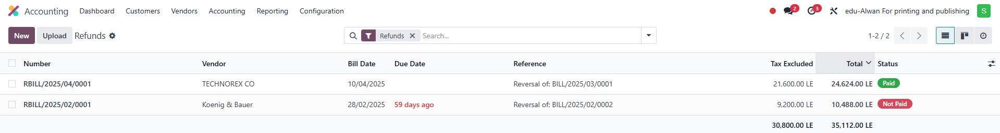 Accounting Dashboard Customers Vendors Accounting Reporting Configuration 2 3 edu-Alwan For printing and publishing S
New Upload Refunds Refunds Search... 1-2 / 2
Number Vendor Bill Date Due Date Reference Tax Excluded Total Status
RBILL/2025/04/0001 TECHNOREX CO 10/04/2025 Reversal of: BILL/2025/03/0001 21,600.00 LE 24,624.00 LE Paid
RBILL/2025/02/0001 Koenig & Bauer 28/02/2025 59 days ago Reversal of: BILL/2025/02/0002 9,200.00 LE 10,488.00 LE Not Paid
30,800.00 LE 35,112.00 LE